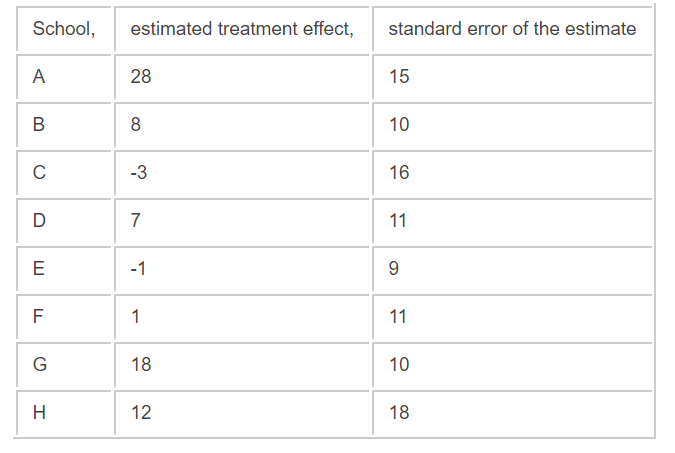 School, estimated treatment effect, standard error of the estimate
A 28 15
B 8 10
C -3 16
D 7 11
E -1 9
F 1 11
G 18 10
H 12 18